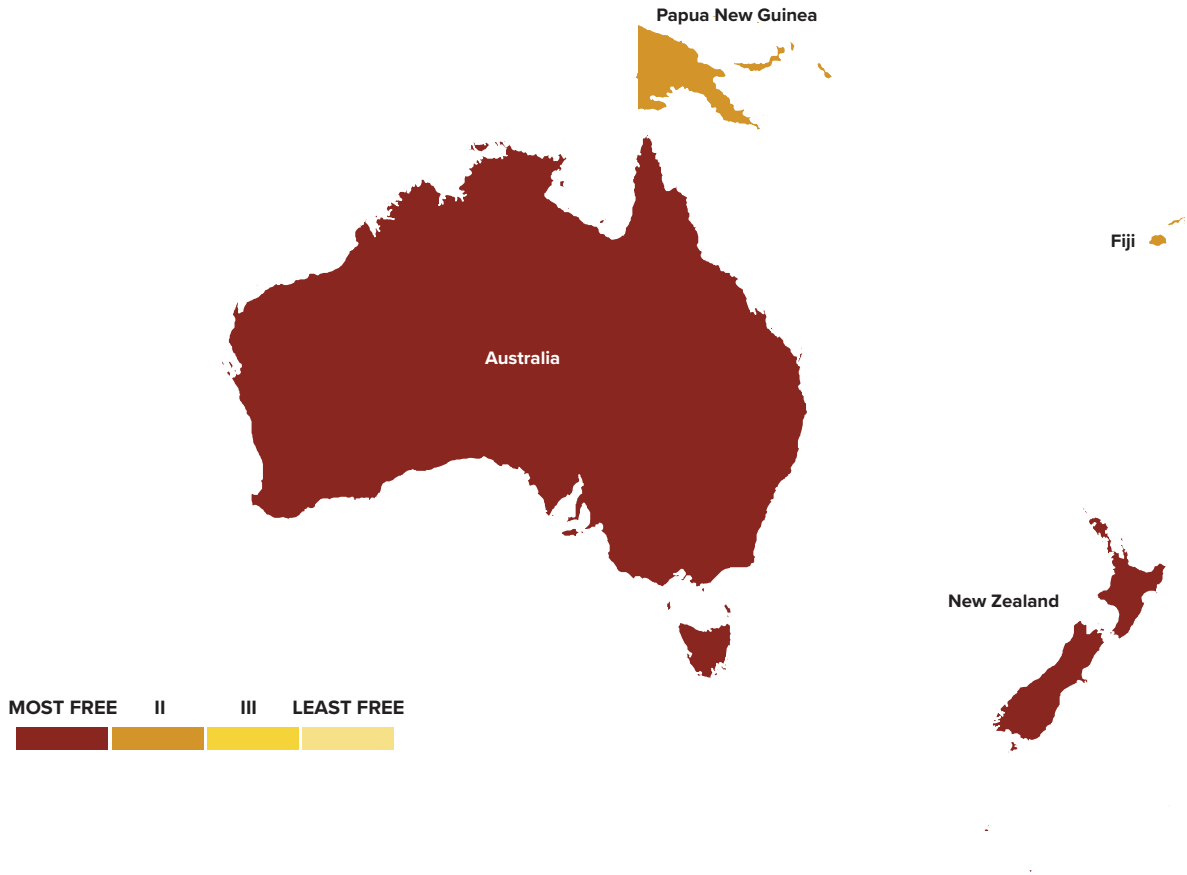 Papua New Guinea
Fiji
Australia
New Zealand
MOST FREE II III LEAST FREE